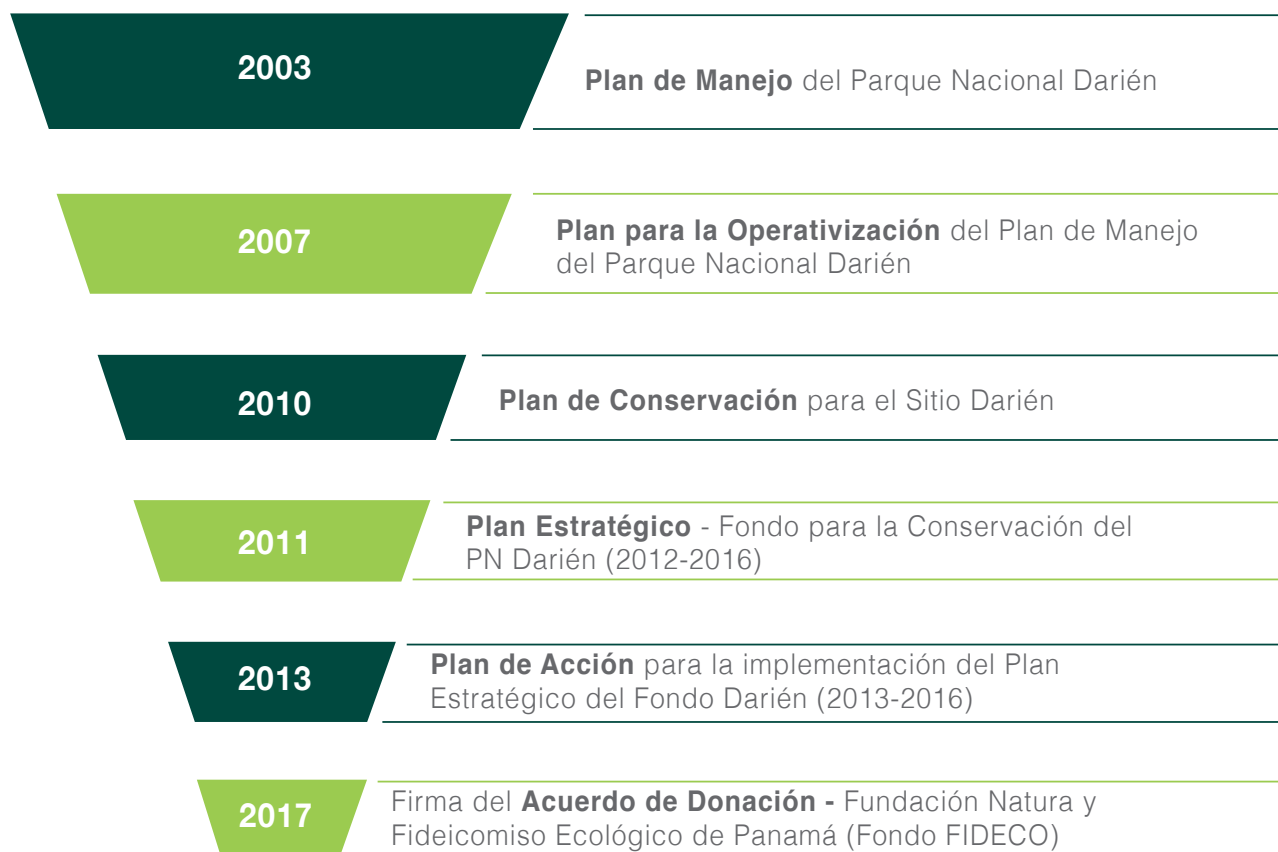 2003
Plan de Manejo del Parque Nacional Darién
2007
Plan para la Operativización del Plan de Manejo
del Parque Nacional Darién
2010
Plan de Conservación para el Sitio Darién
2011
Plan Estratégico - Fondo para la Conservación del
PN Darién (2012-2016)
2013
Plan de Acción para la implementación del Plan
Estratégico del Fondo Darién (2013-2016)
2017
Firma del Acuerdo de Donación - Fundación Natura y
Fideicomiso Ecológico de Panamá (Fondo FIDECO)